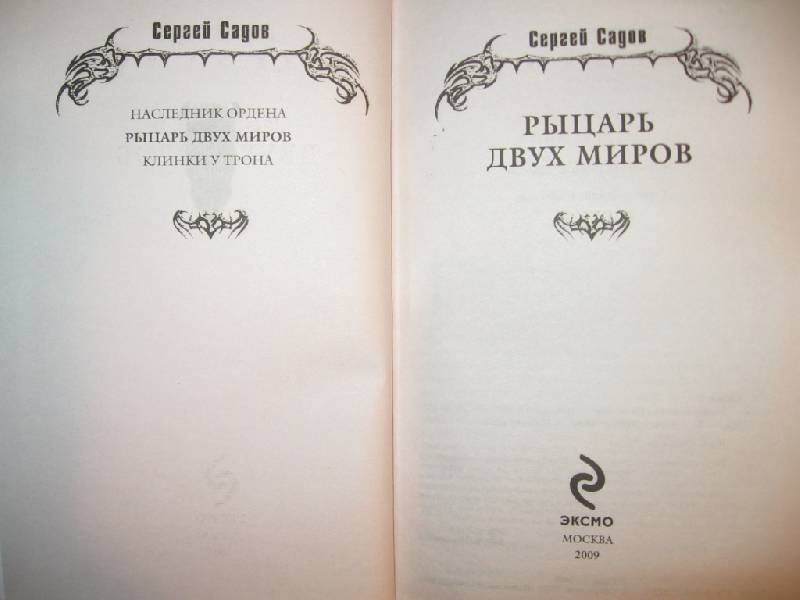 Сергей Садов
НАСЛЕДНИК ОРДЕНА
РЫЦАРЬ ДВУХ МИРОВ
КЛИНКИ У ТРОНА
Сергей Садов
РЫЦАРЬ
ДВУХ МИРОВ
ЭКСМО
МОСКВА
2009